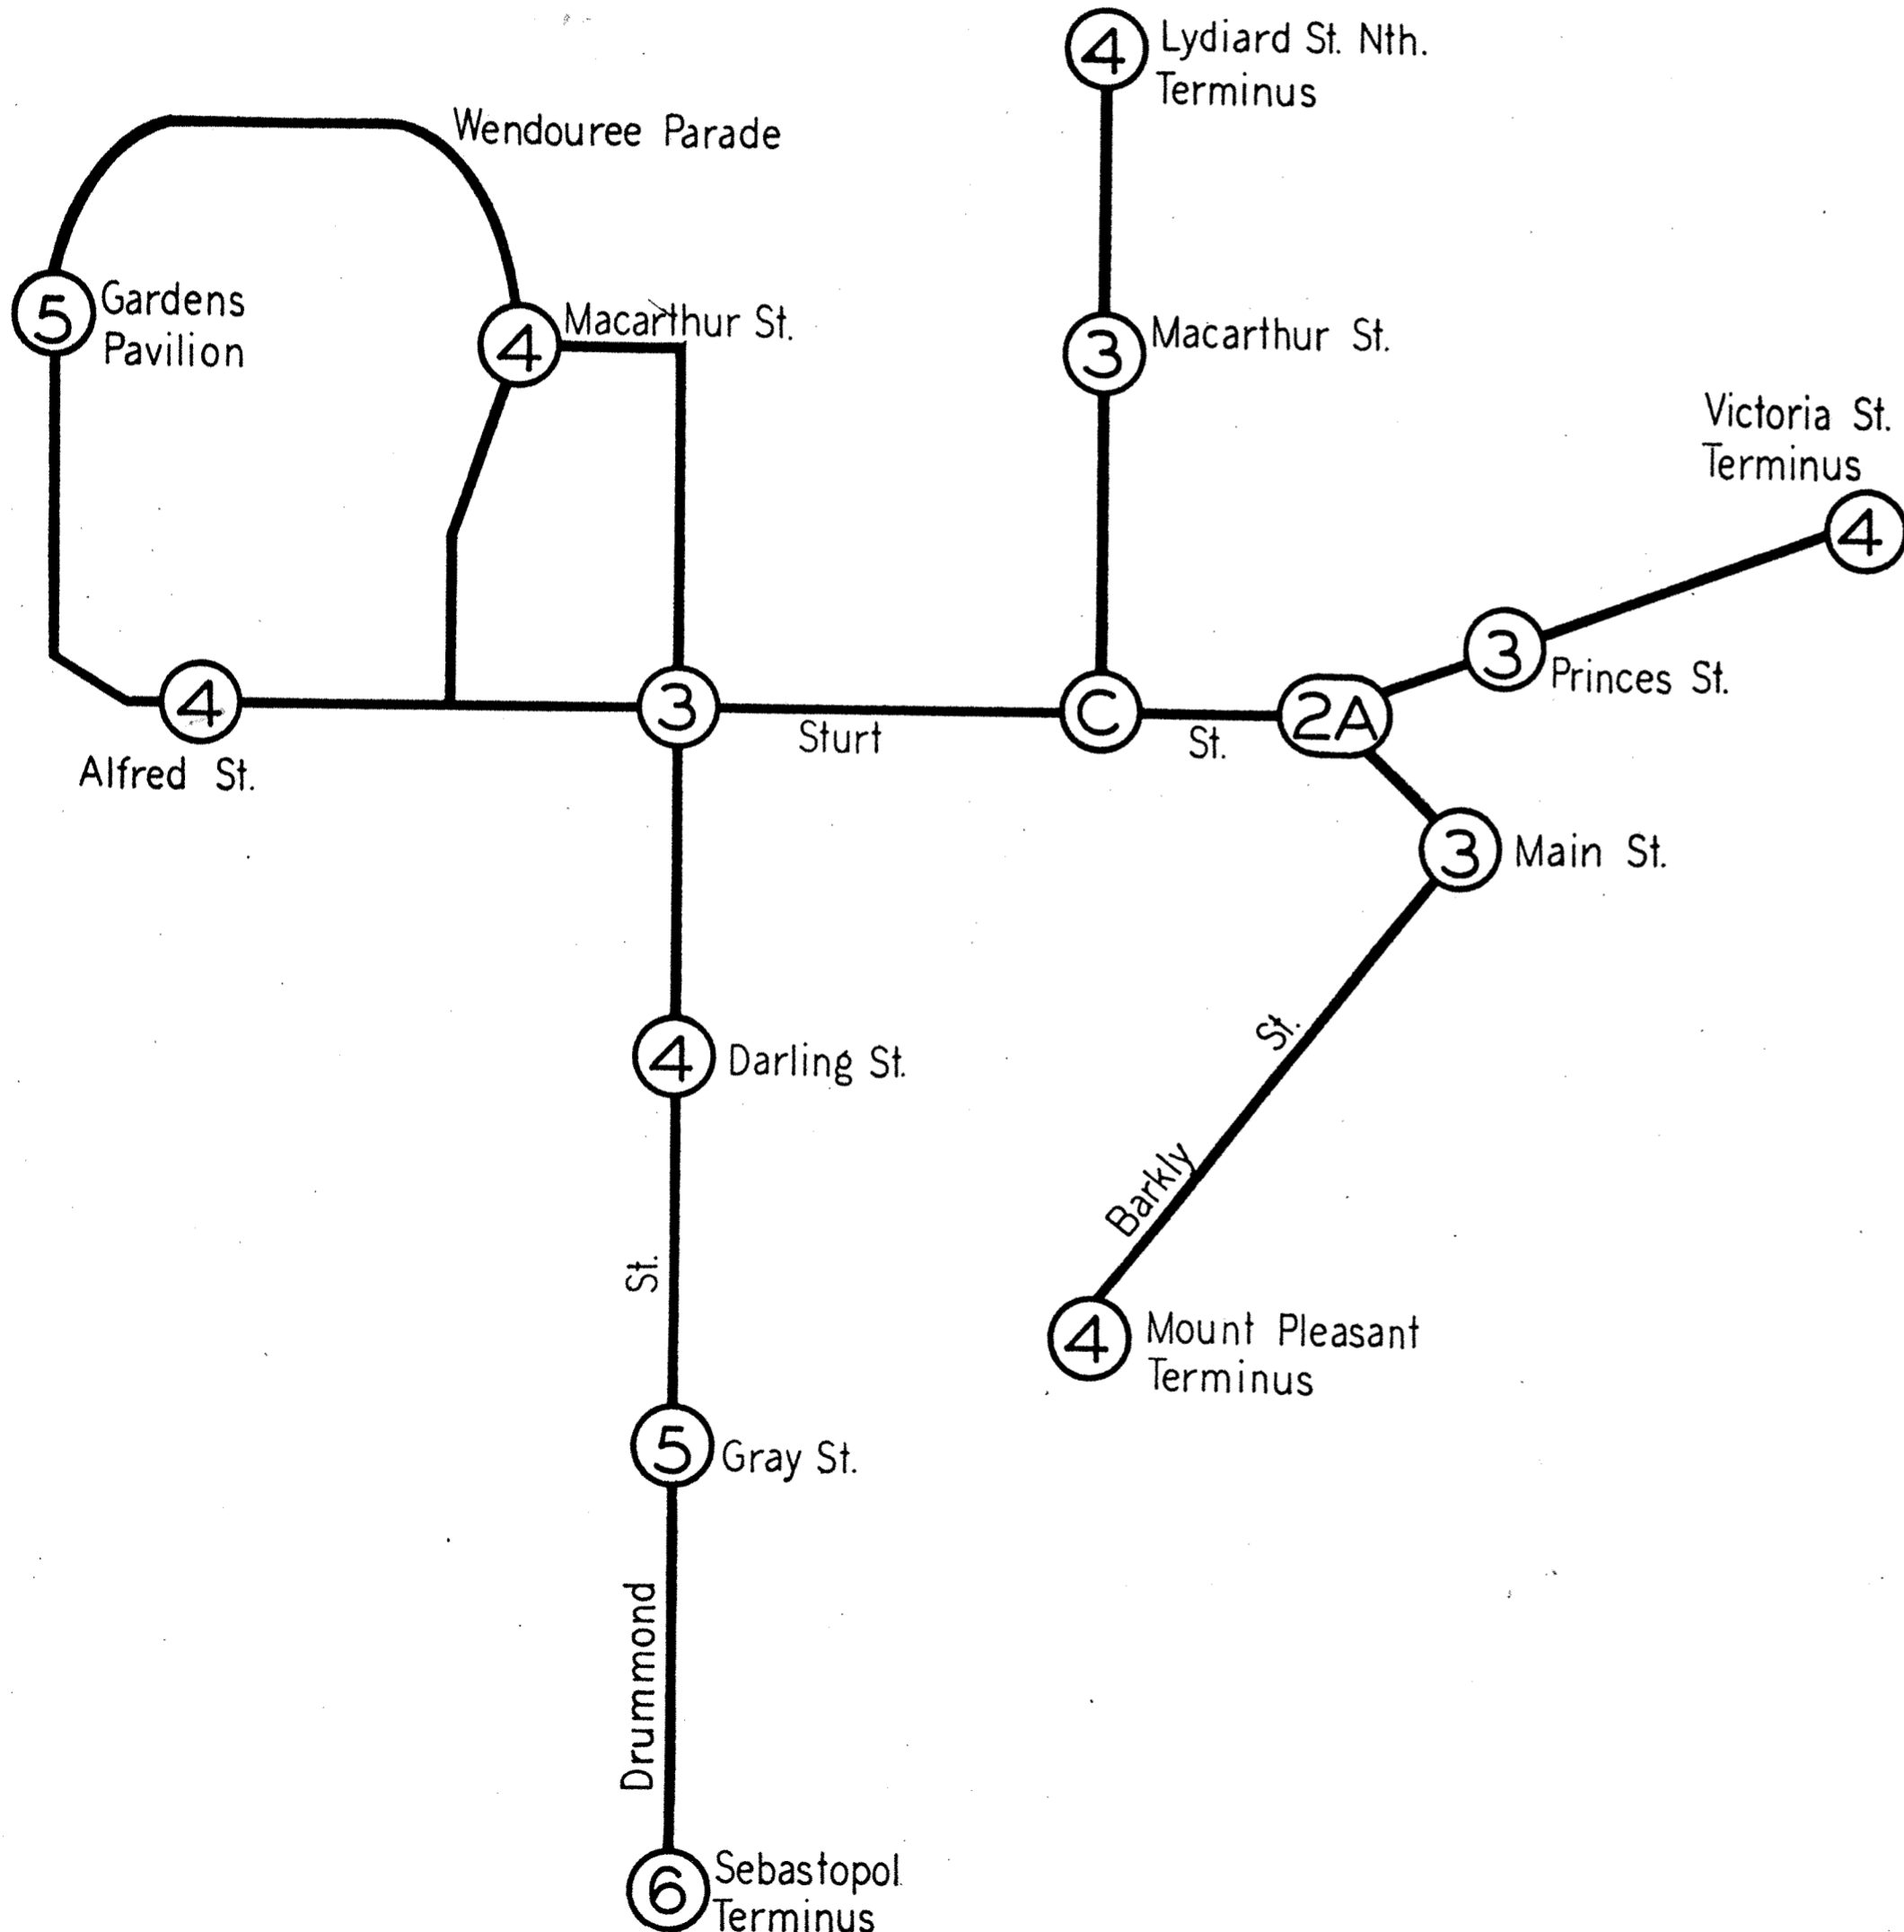 4 Lydiard St. Nth.
Terminus
Wendouree Parade
5 Gardens
Pavilion
4 Macarthur St.
3 Macarthur St.
Victoria St.
Terminus
4
3
Princes St.
4
Alfred St.
3
Sturt
C
St.
2A
3 Main St.
4 Darling St.
St.
Barkly
St.
4 Mount Pleasant
Terminus
5 Gray St.
Drummond
6 Sebastopol
Terminus